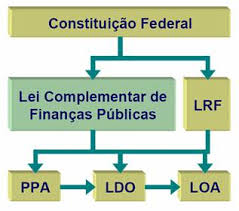 Constituição Federal
Lei Complementar de
Finanças Públicas
LRF
PPA
LDO
LOA